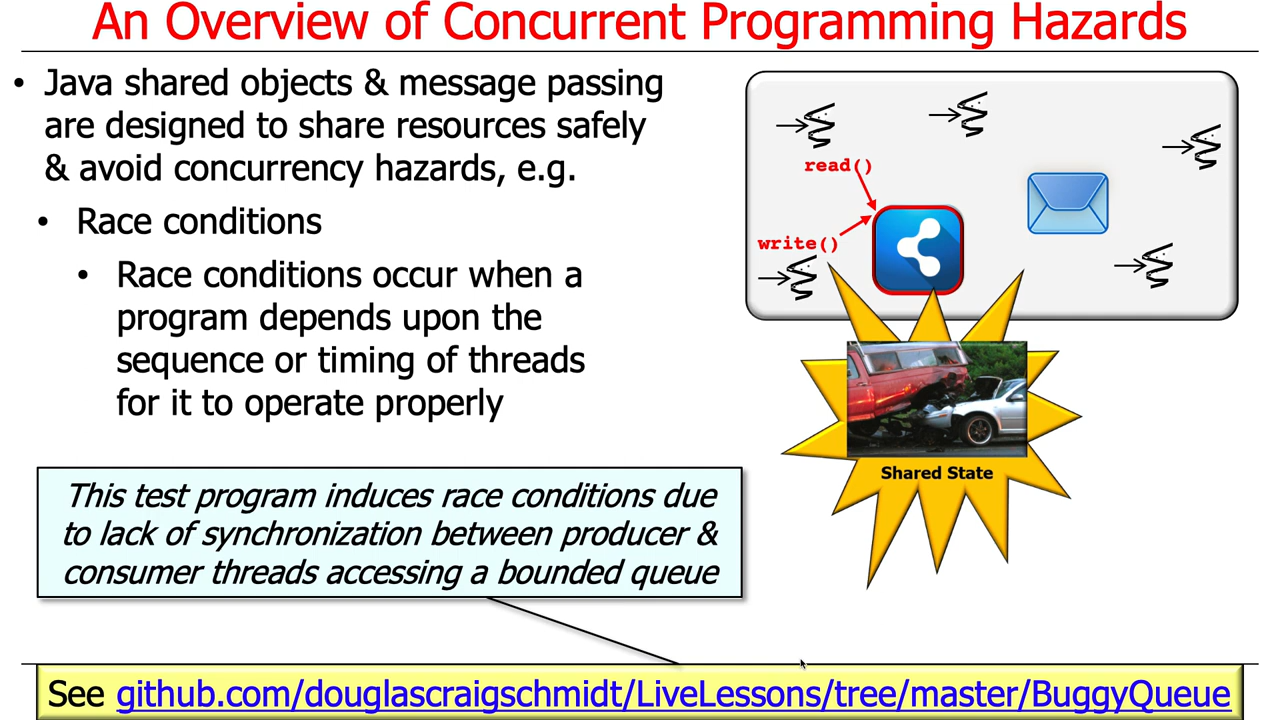 An Overview of Concurrent Programming Hazards
• Java shared objects & message passing
are designed to share resources safely
& avoid concurrency hazards, e.g.
• Race conditions
• Race conditions occur when a
program depends upon the
sequence or timing of threads
for it to operate properly
read()
write()
Shared State
This test program induces race conditions due
to lack of synchronization between producer &
consumer threads accessing a bounded queue
See github.com/douglascraigschmidt/LiveLessons/tree/master/BuggyQueue